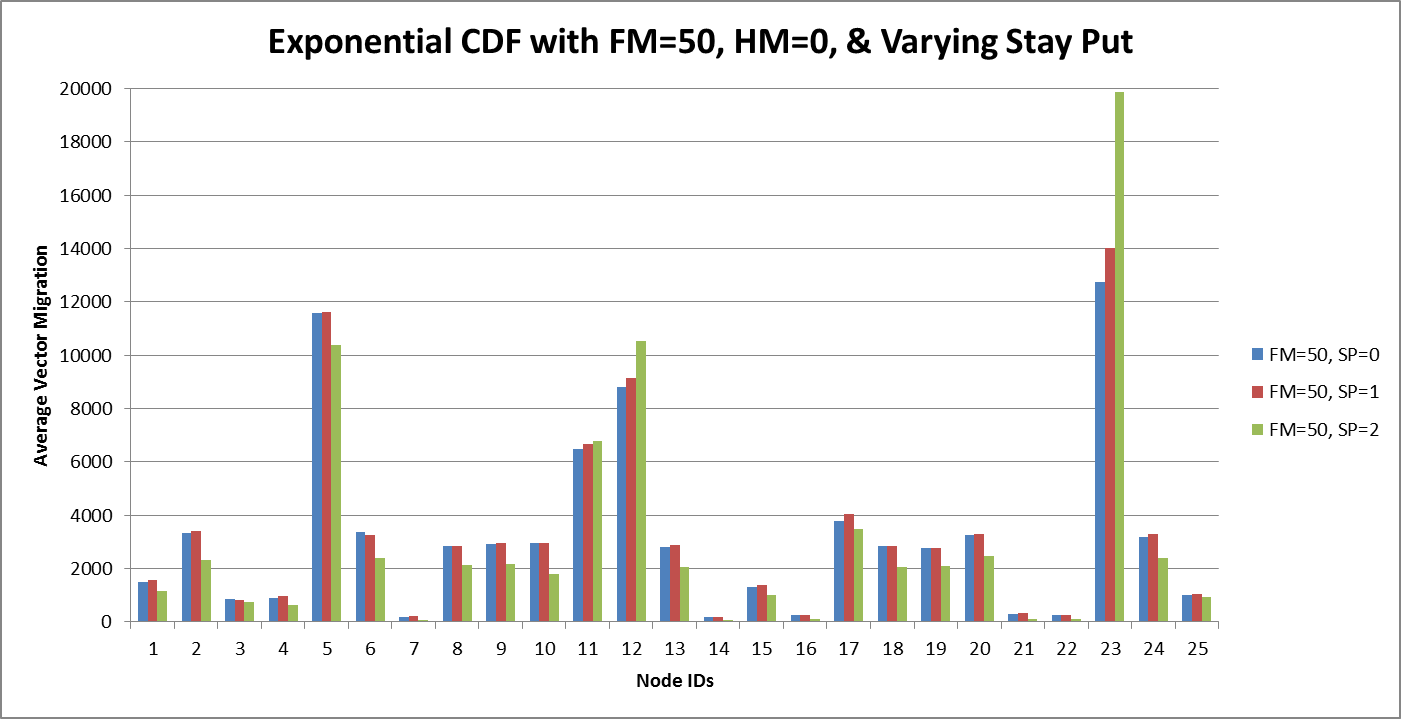 Exponential CDF with FM=50, HM=0, & Varying Stay Put
20000
18000
16000
14000
12000
10000
8000
6000
4000
2000
0
Average Vector Migration
1 2 3 4 5 6 7 8 9 10 11 12 13 14 15 16 17 18 19 20 21 22 23 24 25
Node IDs
FM=50, SP=0
FM=50, SP=1
FM=50, SP=2